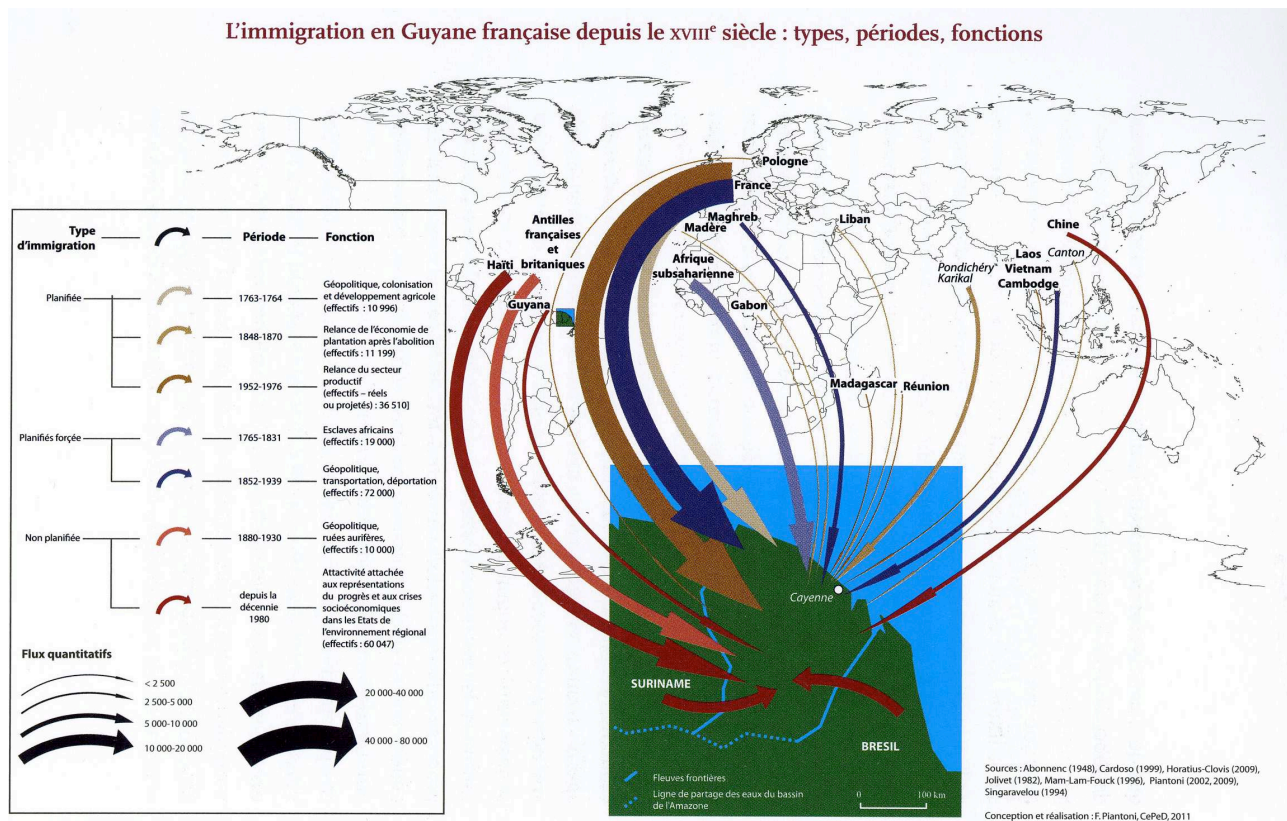 L'immigration en Guyane française depuis le XVIIIe siècle : types, périodes, fonctions
Type
d'immigration
Période
Fonction
Planifiée
1763-1764
Géopolitique, colonisation
et développement agricole
(effectifs : 10 996)
1848-1870
Relance de l'économie de
plantation après l'abolition
(effectifs : 11 199)
1952-1976
Relance du secteur
productif
(effectifs – réels
ou projetés) : 36 510]
Planifiés forçée
1765-1831
Esclaves africains
(effectifs : 19 000)
1852-1939
Géopolitique,
transportation, déportation
(effectifs : 72 000)
Non planifiée
1880-1930
Géopolitique,
ruées aurifères,
(effectifs : 10 000)
depuis la
décennie
1980
Attactivité attachée
aux représentations
du progrès et aux crises
socioéconomiques
dans les Etats de
l'environnement régional
(effectifs : 60 047)
Flux quantitatifs
< 2 500
2 500-5 000
5 000-10 000
10 000-20 000
20 000-40 000
40 000 - 80 000
Pologne
France
Maghreb
Madère
Liban
Chine
Antilles
françaises
et
britanniques
Haïti
Guyana
Afrique
subsaharienne
Gabon
Pondichéry
Karikal
Laos
Vietnam
Cambodge
Canton
Madagascar
Réunion
Cayenne
SURINAME
BRESIL
Fleuves frontières
Ligne de partage des eaux du bassin
de l'Amazone
0 100 km
Sources : Abonnenc (1948), Cardoso (1999), Horatius-Clovis (2009),
Jolivet (1982), Mam-Lam-Fouck (1996), Piantoni (2002, 2009),
Singaravelou (1994)
Conception et réalisation : F. Piantoni, CePeD, 2011